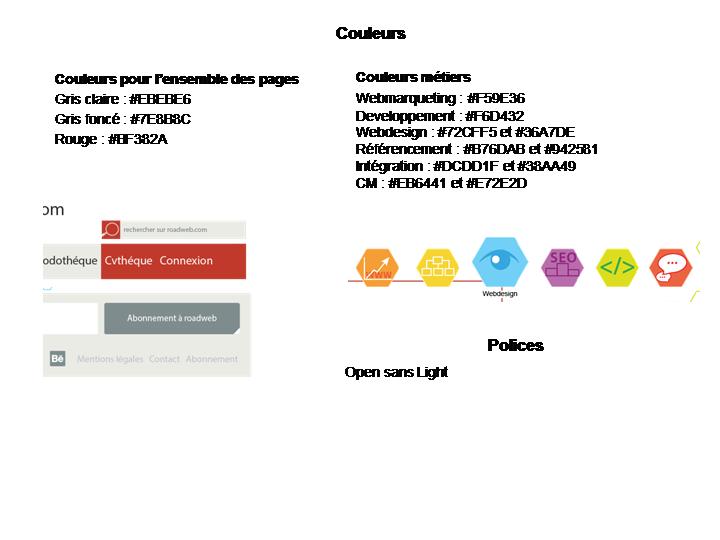 Couleurs
Couleurs pour l'ensemble des pages
Gris claire : #EBEBE6
Gris foncé : #7E8B8C
Rouge : #BF382A
Couleurs métiers
Webmarqueting : #F59E36
Developpement : #F6D432
Webdesign : #72CFF5 et #36A7DE
Référencement : #B76DAB et #942581
Intégration : #DCDD1F et #38AA49
CM : #EB6441 et #E72E2D
om
rechercher sur roadweb.com
odothéque Cvthéque Connexion
Abonnement à roadweb
Bē Mentions légales Contact Abonnement
WWW
SEO
</>
Webdesign
Polices
Open sans Light